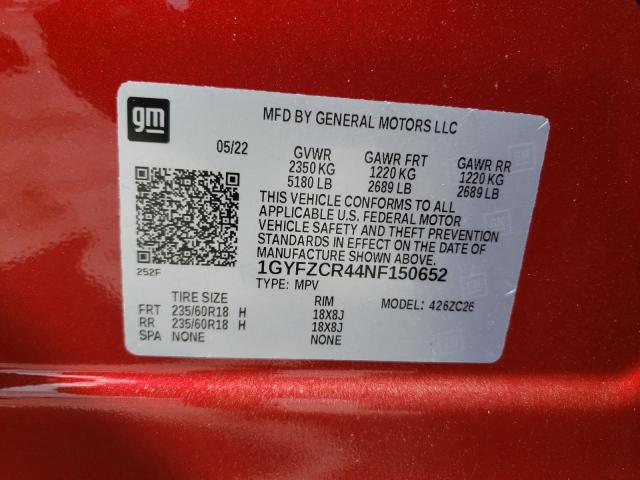 gm
MFD BY GENERAL MOTORS LLC
05/22 GVWR GAWR FRT GAWR RR
2350 KG 1220 KG 1220 KG
5180 LB 2689 LB 2689 LB
THIS VEHICLE CONFORMS TO ALL
APPLICABLE U.S. FEDERAL MOTOR
VEHICLE SAFETY AND THEFT PREVENTION
STANDARDS IN EFFECT ON THE DATE OF
MANUFACTURE SHOWN ABOVE.
252F
1GYFZCR44NF150652
TYPE: MPV MODEL: 426ZC26
TIRE SIZE RIM
FRT 235/60R18 H 18X8J
RR 235/60R18 H 18X8J
SPA NONE NONE